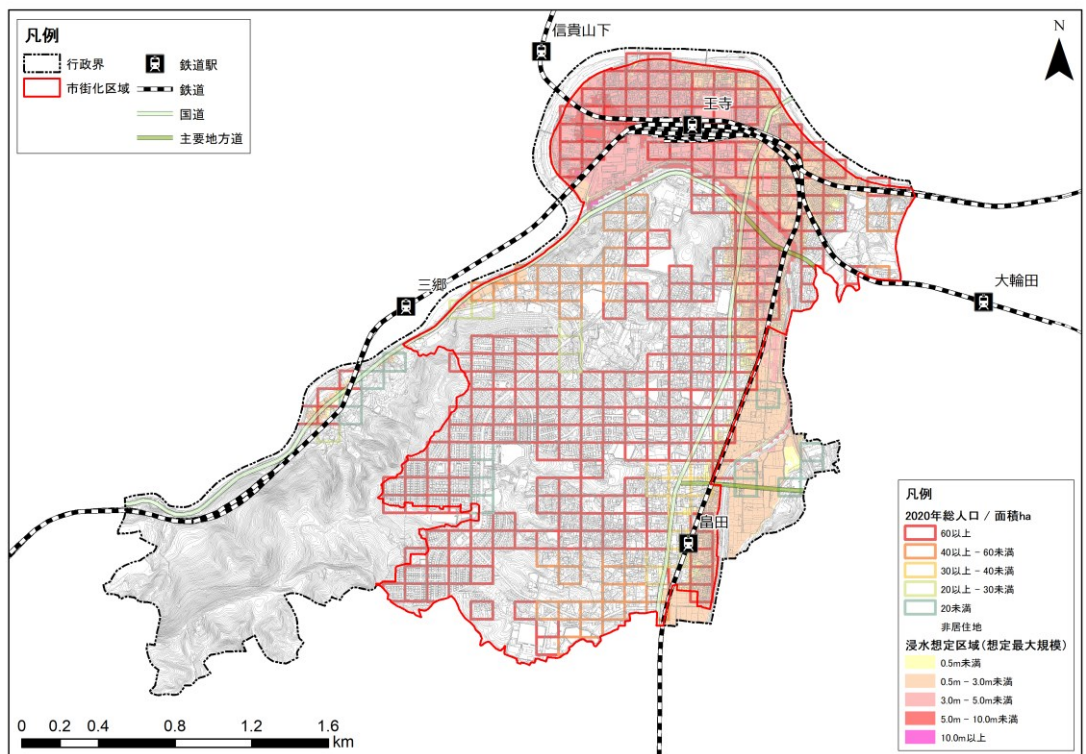 凡例
行政界
鉄道駅
市街化区域
鉄道
国道
主要地方道
信貴山下
N
王寺
三郷
大輪田
畠田
凡例
2020年総人口 / 面積ha
60以上
40以上 - 60未満
30以上 - 40未満
20以上 - 30未満
20未満
非居住地
浸水想定区域(想定最大規模)
0.5m未満
0.5m - 3.0m未満
3.0m - 5.0m未満
5.0m - 10.0m未満
10.0m以上
0 0.2 0.4 0.8 1.2 1.6
km